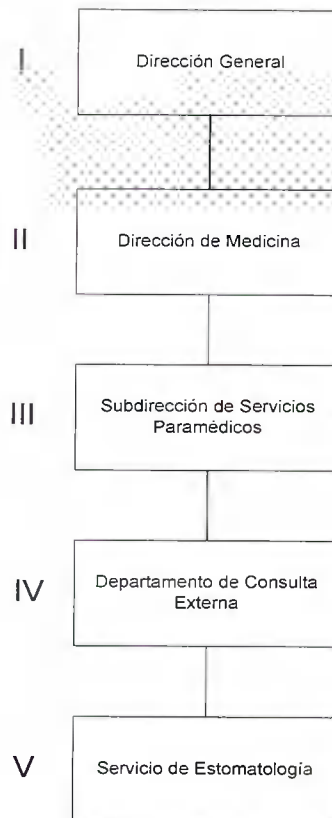 I
Dirección General
II
Dirección de Medicina
III
Subdirección de Servicios
Paramédicos
IV
Departamento de Consulta
Externa
V
Servicio de Estomatología